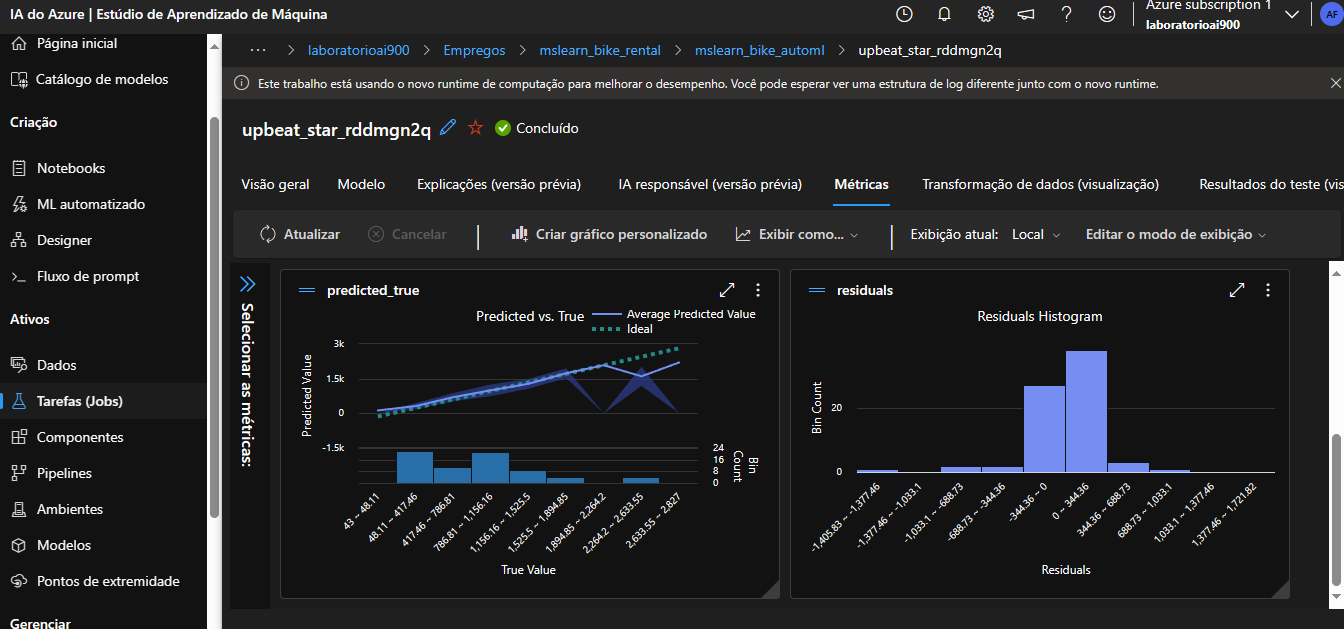 IA do Azure | Estúdio de Aprendizado de Máquina
Azure subscription 1
laboratorioai900
AF
Página inicial
Catálogo de modelos
Criação
Notebooks
ML automatizado
Designer
Fluxo de prompt
Ativos
Dados
Tarefas (Jobs)
Componentes
Pipelines
Ambientes
Modelos
Pontos de extremidade
Gerenciar
··· > laboratorioai900 > Empregos > mslearn_bike_rental > mslearn_bike_automl > upbeat_star_rddmgn2q
Este trabalho está usando o novo runtime de computação para melhorar o desempenho. Você pode esperar ver uma estrutura de log diferente junto com o novo runtime.
upbeat_star_rddmgn2q Concluído
Visão geral Modelo Explicações (versão prévia) IA responsável (versão prévia) Métricas Transformação de dados (visualização) Resultados do teste (vis
Atualizar Cancelar | Criar gráfico personalizado Exibir como... | Exibição atual: Local Editar o modo de exibição
Selecionar as métricas:
predicted_true
Predicted vs. True
Average Predicted Value
Ideal
Predicted Value
3k
1.5k
0
-1.5k
24
16
8
0
Bin
Count
43 ~ 48.11
48.11 ~ 417.46
417.46 ~ 786.81
786.81 ~ 1,156.16
1,156.16 ~ 1,525.5
1,525.5 ~ 1,894.85
1,894.85 ~ 2,264.2
2,264.2 ~ 2,633.55
2,633.55 ~ 2,827
True Value
residuals
Residuals Histogram
Bin Count
20
0
-1,405.83 ~ -1,377.46
-1,377.46 ~ -1,033.1
-1,033.1 ~ -688.73
-688.73 ~ -344.36
-344.36 ~ 0
0 ~ 344.36
344.36 ~ 688.73
688.73 ~ 1,033.1
1,033.1 ~ 1,377.46
1,377.46 ~ 1,721.82
Residuals